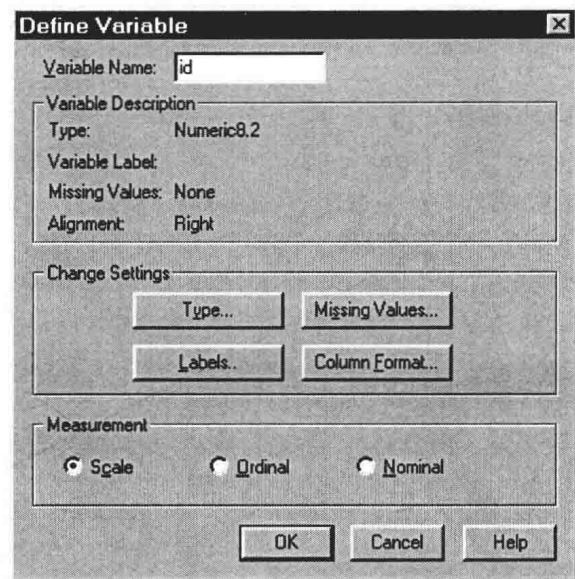 Define Variable
Variable Name: id
Variable Description
Type: Numeric8.2
Variable Label:
Missing Values: None
Alignment: Right
Change Settings
Type... Missing Values...
Labels.. Column Format...
Measurement
Scale Ordinal Nominal
OK Cancel Help